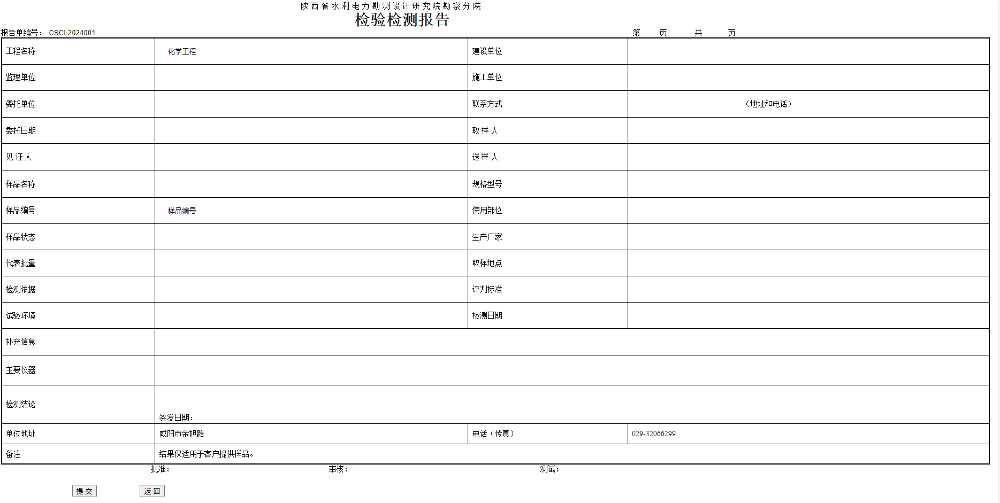 陕西省水利电力勘测设计研究院勘察分院
检验检测报告
报告单编号： CSCL2024001 第 页 共 页
工程名称 化学工程 建设单位
监理单位 施工单位
委托单位 联系方式 （地址和电话）
委托日期 取 样 人
见 证 人 送 样 人
样品名称 规格型号
样品编号 样品编号 使用部位
样品状态 生产厂家
代表批量 取样地点
检测依据 评判标准
试验环境 检测日期
补充信息
主要仪器
检测结论
签发日期：
单位地址 咸阳市金旭路 电话（传真） 029-32066299
备注 结果仅适用于客户提供样品。
批准： 审核： 测试：
提 交 返 回